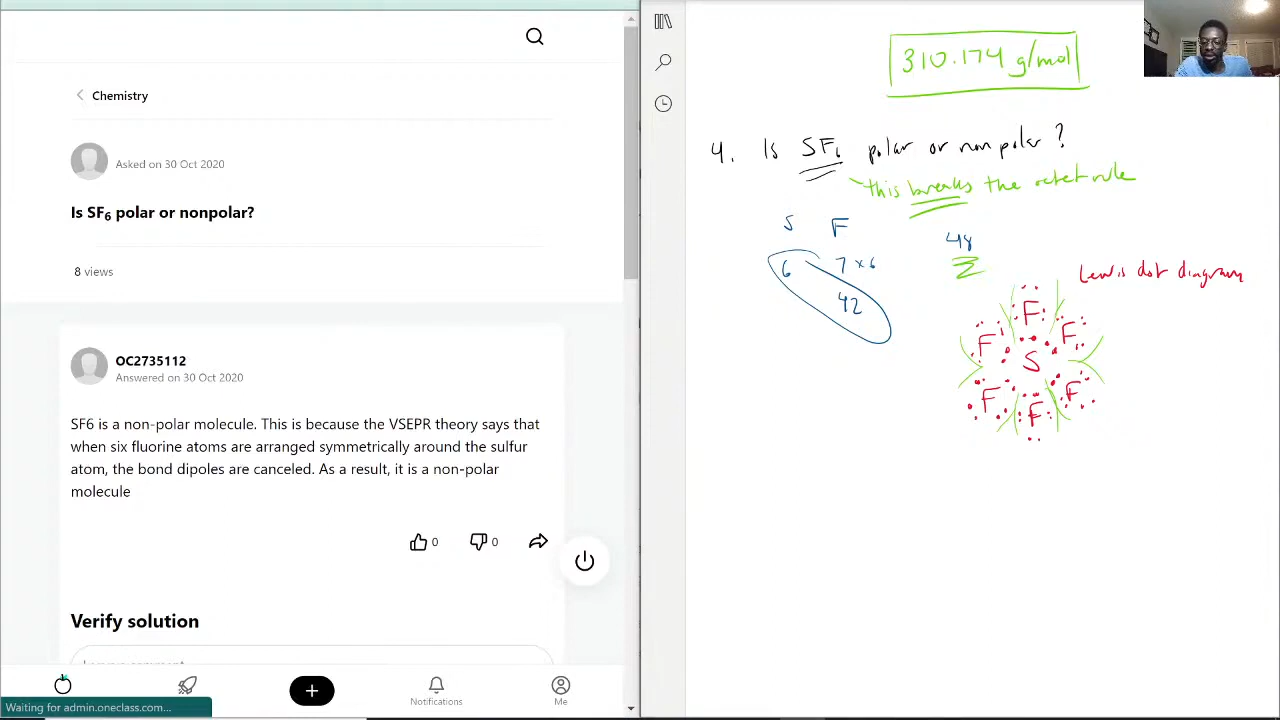 Chemistry
Asked on 30 Oct 2020
Is SF₆ polar or nonpolar?
8 views
OC2735112
Answered on 30 Oct 2020
SF6 is a non-polar molecule. This is because the VSEPR theory says that
when six fluorine atoms are arranged symmetrically around the sulfur
atom, the bond dipoles are canceled. As a result, it is a non-polar
molecule
0
0
Verify solution
Leave a comment
Notifications
Me
Waiting for admin.oneclass.com...
310.174 g/mol
4. Is SF₆ polar or nonpolar?
this breaks the octet rule
S F
6 7 x 6
42
48
Lewis dot diagram
F
F F
S
F F
F